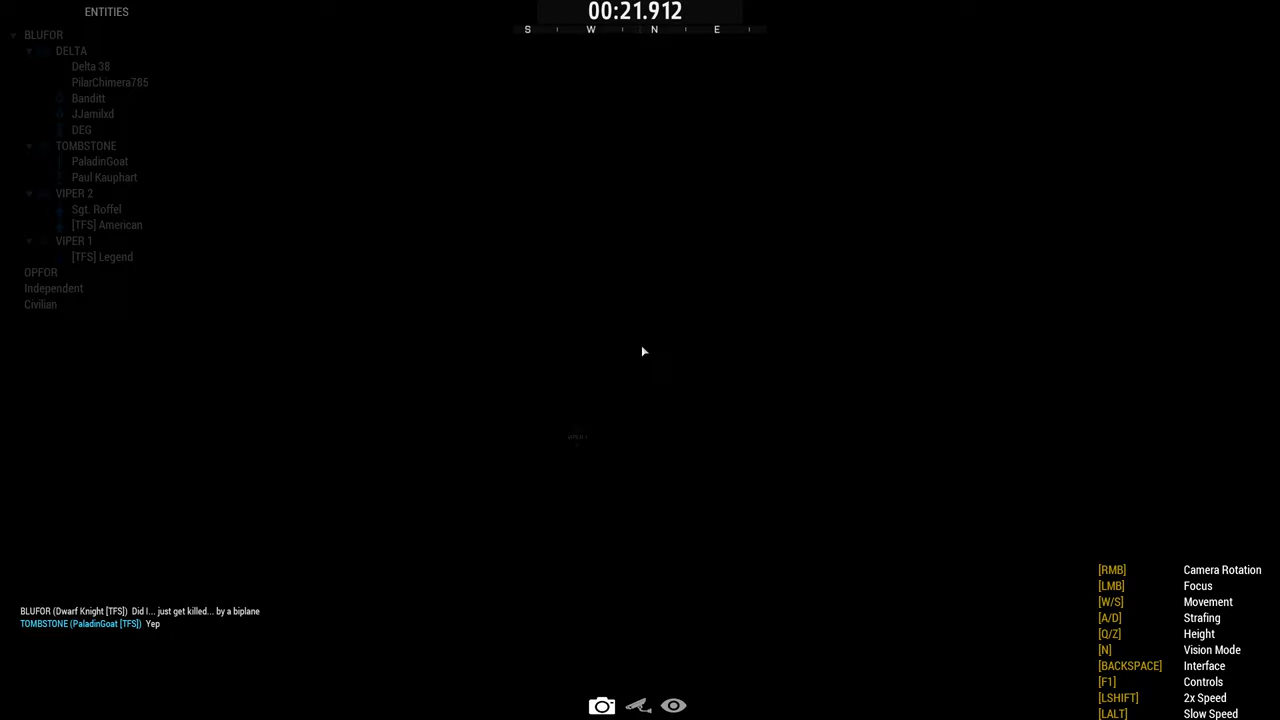 ENTITIES
00:21.912
S W N E
BLUFOR
DELTA
Delta 38
PilarChimera785
Banditt
JJamilxd
DEG
TOMBSTONE
PaladinGoat
Paul Kauphart
VIPER 2
Sgt. Roffel
[TFS] American
VIPER 1
[TFS] Legend
OPFOR
Independent
Civilian
BLUFOR (Dwarf Knight [TFS]) Did I... just get killed... by a biplane
TOMBSTONE (PaladinGoat [TFS]) Yep
[RMB] Camera Rotation
[LMB] Focus
[W/S] Movement
[A/D] Strafing
[Q/Z] Height
[N] Vision Mode
[BACKSPACE] Interface
[F1] Controls
[LSHIFT] 2x Speed
[LALT] Slow Speed